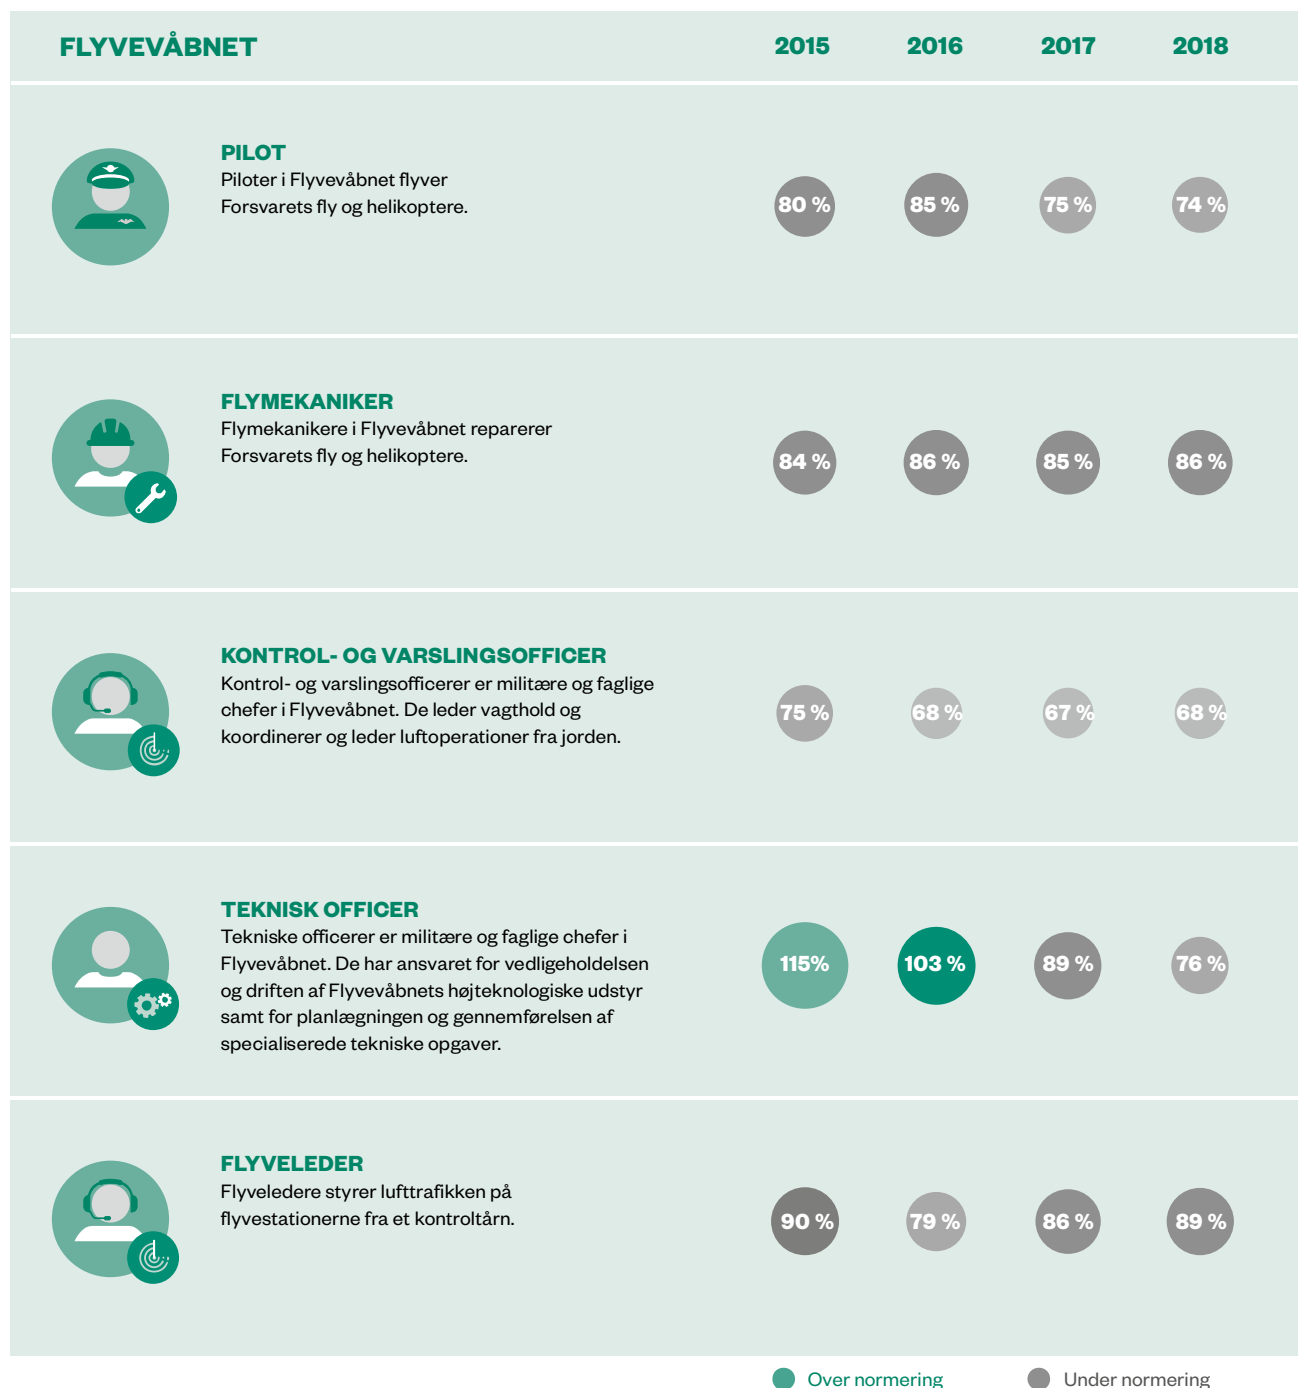 FLYVEVÅBNET 2015 2016 2017 2018
PILOT
Piloter i Flyvevåbnet flyver
Forsvarets fly og helikoptere.
80 % 85 % 75 % 74 %
FLYMEKANIKER
Flymekanikere i Flyvevåbnet reparerer
Forsvarets fly og helikoptere.
84 % 86 % 85 % 86 %
KONTROL- OG VARSLINGSOFFICER
Kontrol- og varslingsofficerer er militære og faglige
chefer i Flyvevåbnet. De leder vagthold og
koordinerer og leder luftoperationer fra jorden.
75 % 68 % 67 % 68 %
TEKNISK OFFICER
Tekniske officerer er militære og faglige chefer i
Flyvevåbnet. De har ansvaret for vedligeholdelsen
og driften af Flyvevåbnets højteknologiske udstyr
samt for planlægningen og gennemførelsen af
specialiserede tekniske opgaver.
115% 103 % 89 % 76 %
FLYVELEDER
Flyveledere styrer lufttrafikken på
flyvestationerne fra et kontroltårn.
90 % 79 % 86 % 89 %
Over normering Under normering